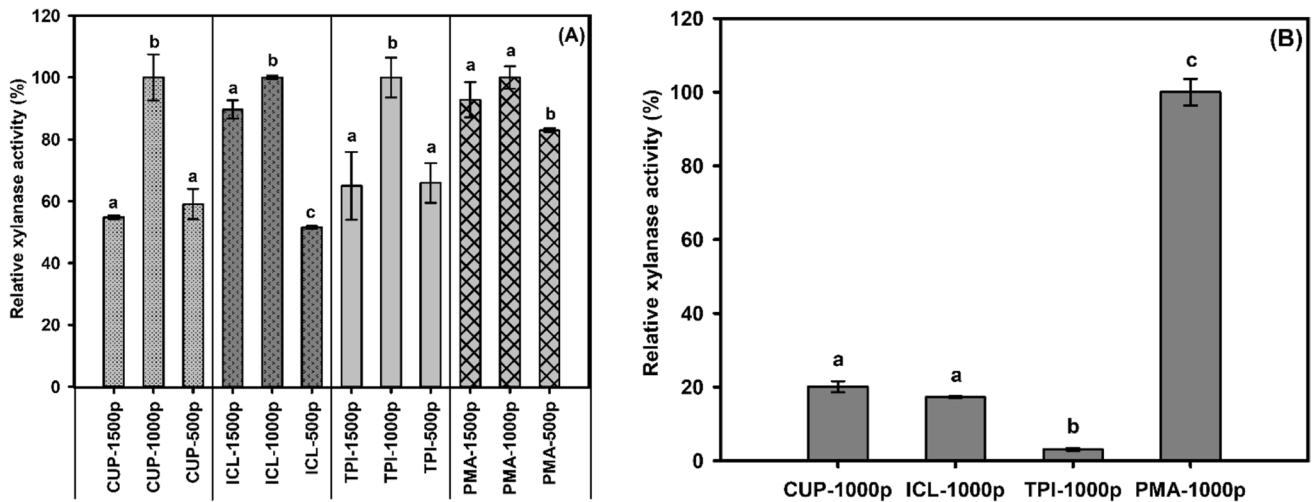 (A)
Relative xylanase activity (%)
120
100
80
60
40
20
0
a
b
a
a
b
c
a
b
a
a
a
b
CUP-1500p
CUP-1000p
CUP-500p
ICL-1500p
ICL-1000p
ICL-500p
TPI-1500p
TPI-1000p
TPI-500p
PMA-1500p
PMA-1000p
PMA-500p
(B)
Relative xylanase activity (%)
120
100
80
60
40
20
0
a
a
b
c
CUP-1000p ICL-1000p TPI-1000p PMA-1000p